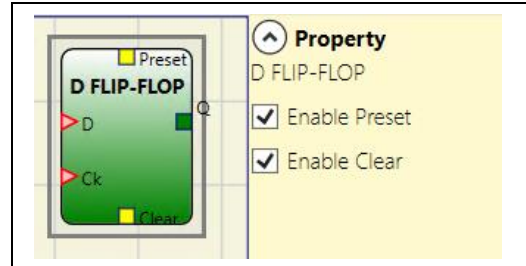 Preset
D FLIP-FLOP
D
Q
Ck
Clear
Property
D FLIP-FLOP
Enable Preset
Enable Clear